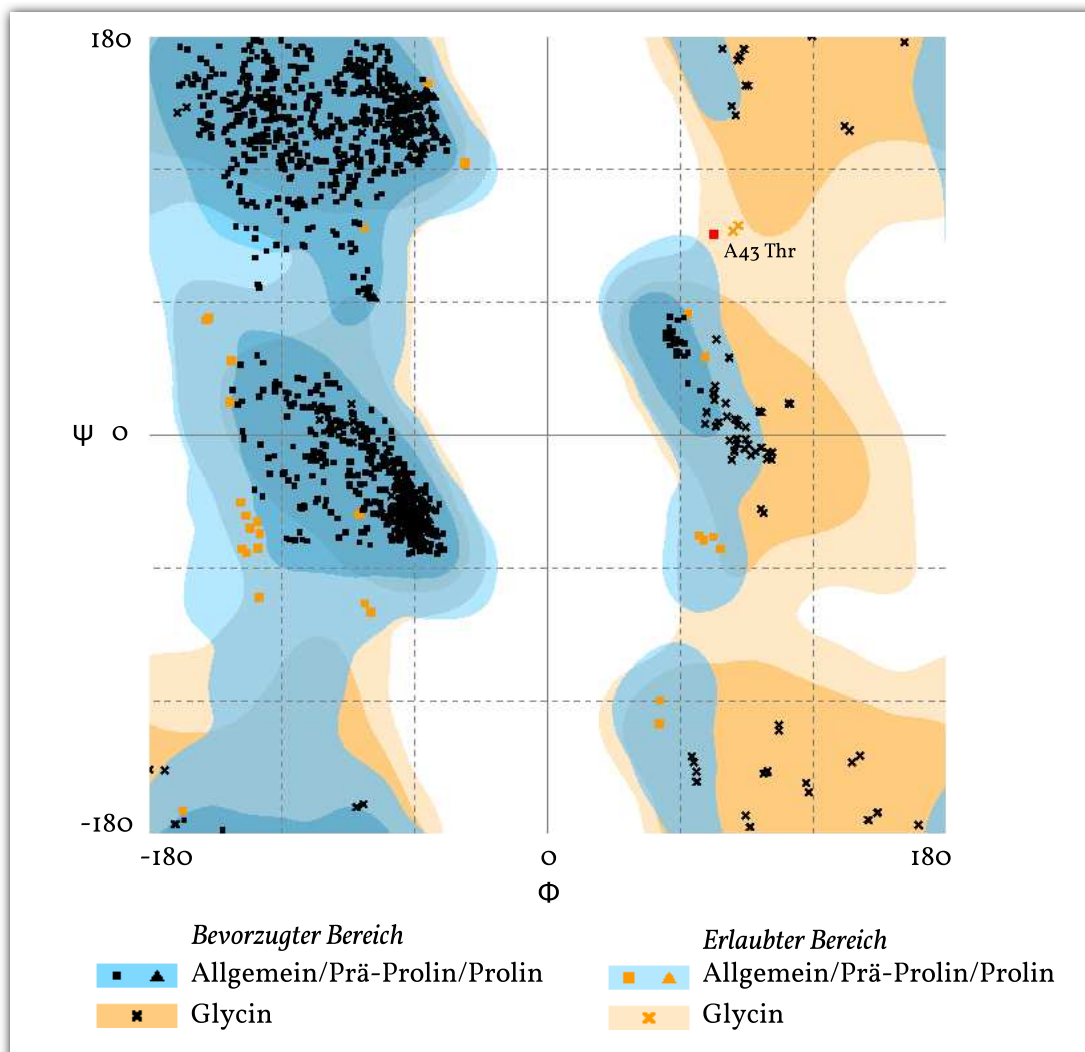 180
A43 Thr
Ψ 0
-180
-180 0 180
Φ
Bevorzugter Bereich
Allgemein/Prä-Prolin/Prolin
Glycin
Erlaubter Bereich
Allgemein/Prä-Prolin/Prolin
Glycin